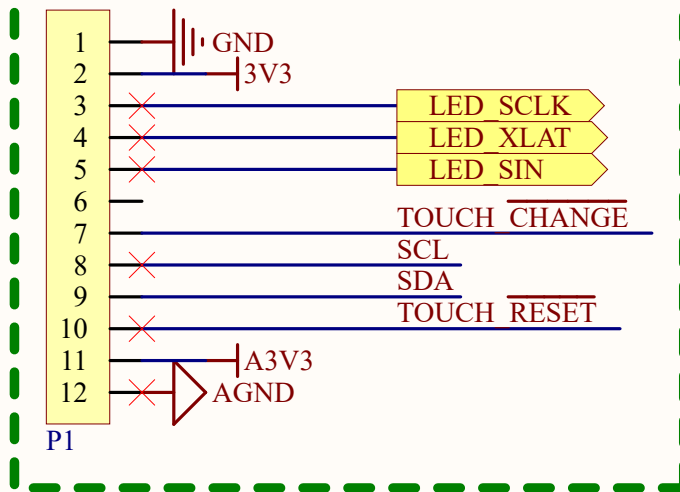 1 GND
2 3V3
3 LED_SCLK
4 LED_XLAT
5 LED_SIN
6
7 TOUCH_CHANGE
8 SCL
9 SDA
10 TOUCH_RESET
11 A3V3
12 AGND
P1